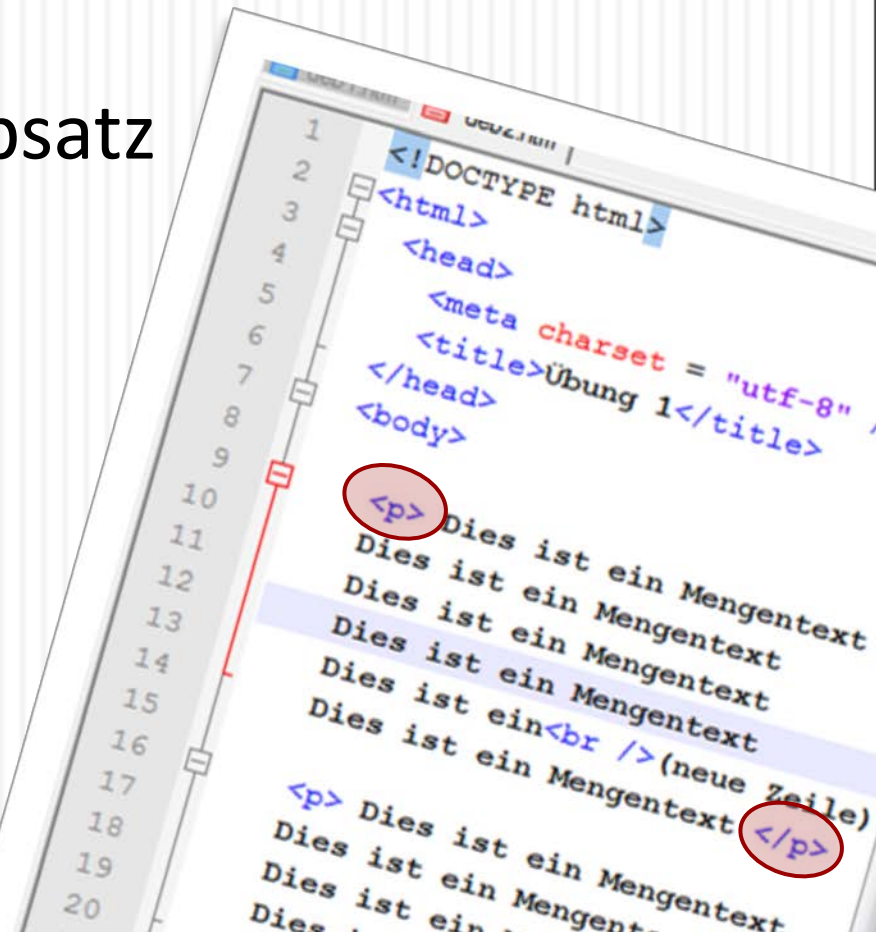 bsatz
1 <!DOCTYPE html>
2 <html>
3 <head>
4 <meta charset = "utf-8" /
5 <title>Übung 1</title>
6 </head>
7 <body>
8
9 <p> Dies ist ein Mengentext
10 Dies ist ein Mengentext
11 Dies ist ein Mengentext
12 Dies ist ein Mengentext
13 Dies ist ein<br />(neue Zeile)
14 Dies ist ein Mengentext </p>
15
16 <p> Dies ist ein Mengentext
17 Dies ist ein Mengent
18 Dies ist ein
19 Dies
20